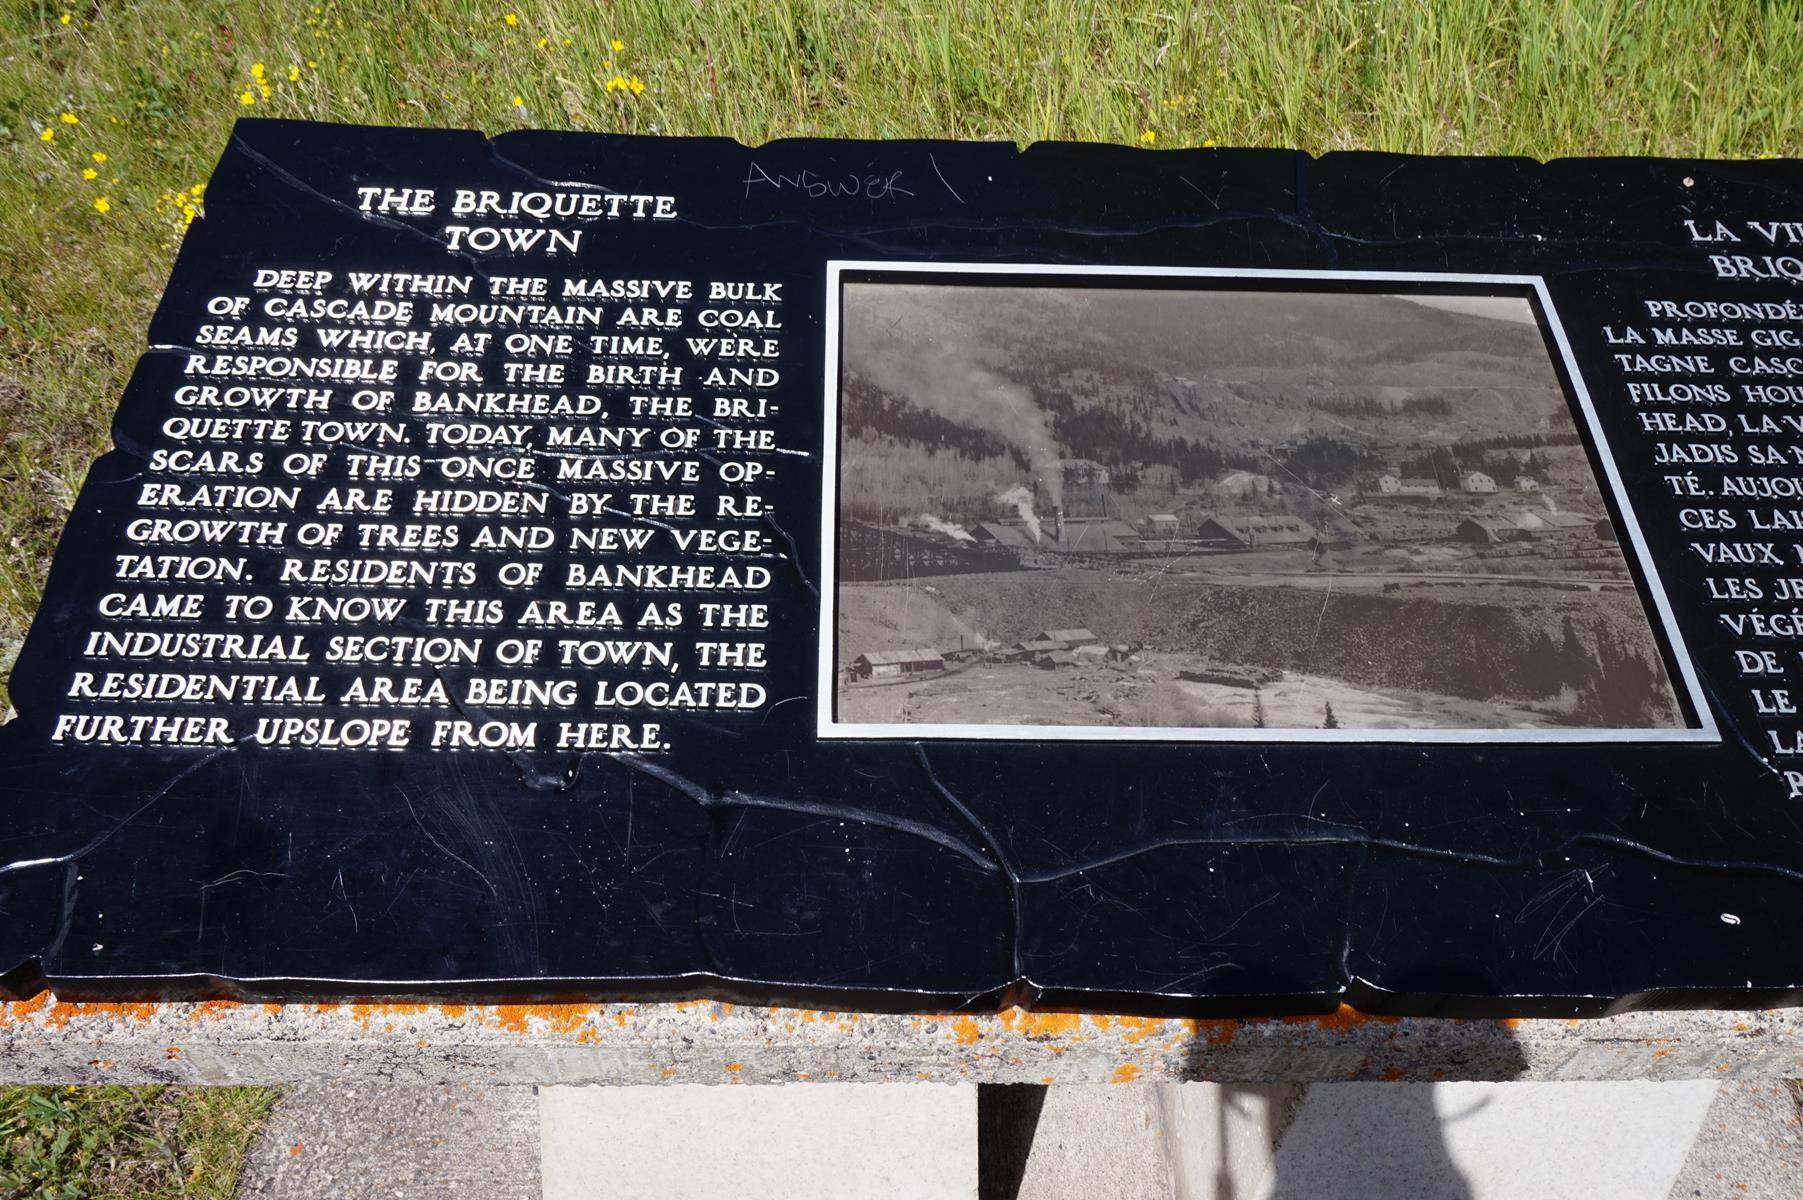 ANSWER
THE BRIQUETTE
TOWN
DEEP WITHIN THE MASSIVE BULK
OF CASCADE MOUNTAIN ARE COAL
SEAMS WHICH, AT ONE TIME, WERE
RESPONSIBLE FOR THE BIRTH AND
GROWTH OF BANKHEAD, THE BRI-
QUETTE TOWN. TODAY, MANY OF THE
SCARS OF THIS ONCE MASSIVE OP-
ERATION ARE HIDDEN BY THE RE-
GROWTH OF TREES AND NEW VEGE-
TATION. RESIDENTS OF BANKHEAD
CAME TO KNOW THIS AREA AS THE
INDUSTRIAL SECTION OF TOWN, THE
RESIDENTIAL AREA BEING LOCATED
FURTHER UPSLOPE FROM HERE.
LA VI
BRIQ
PROFONDÉ
LA MASSE GIG
TAGNE CASC
FILONS HOU
HEAD, LA V
JADIS SA
TÉ. AUJOU
CES LAIS
VAUX
LES JE
VÉGÉ
DE
LE
LA
P